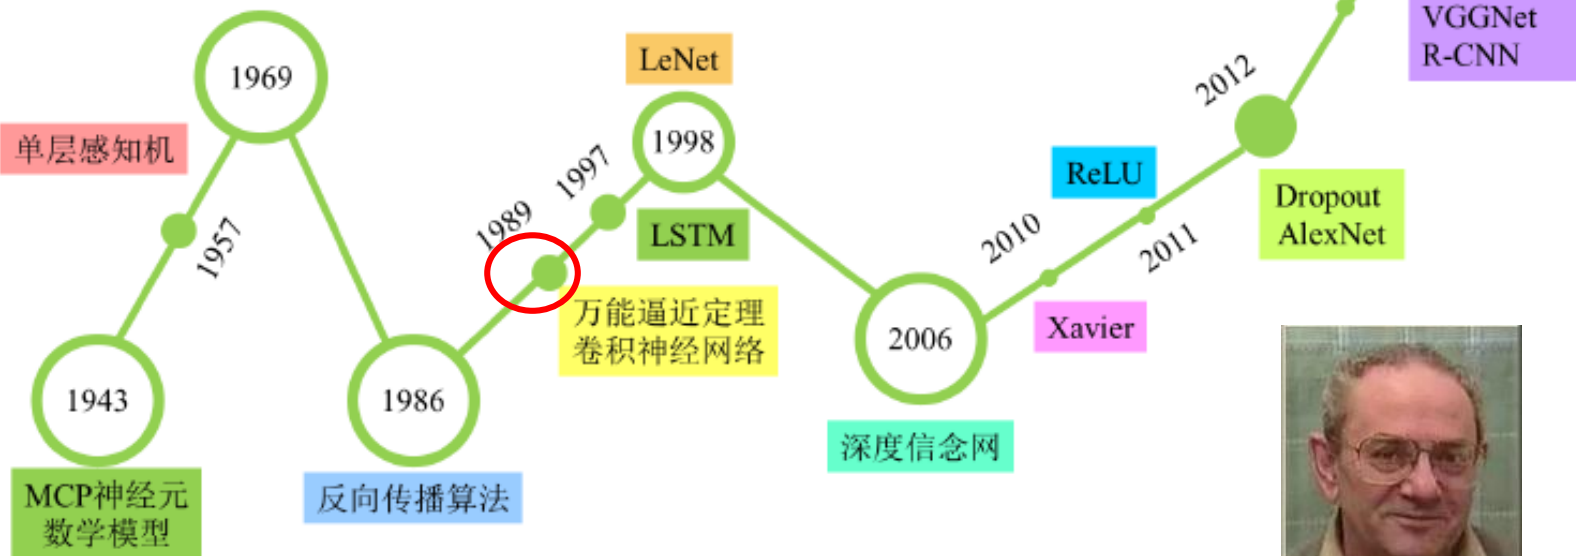 VGGNet
R-CNN
2012
LeNet
1969
单层感知机
1998
1997
ReLU
Dropout
AlexNet
1989
LSTM
2010
2011
1957
万能逼近定理
卷积神经网络
Xavier
2006
1943
1986
深度信念网
MCP神经元
数学模型
反向传播算法